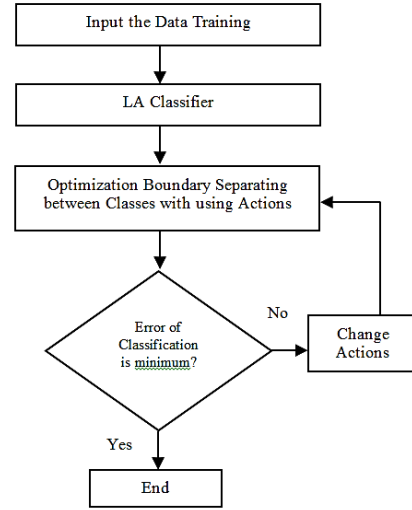 Input the Data Training
LA Classifier
Optimization Boundary Separating
between Classes with using Actions
Error of
Classification
is minimum?
No
Change
Actions
Yes
End